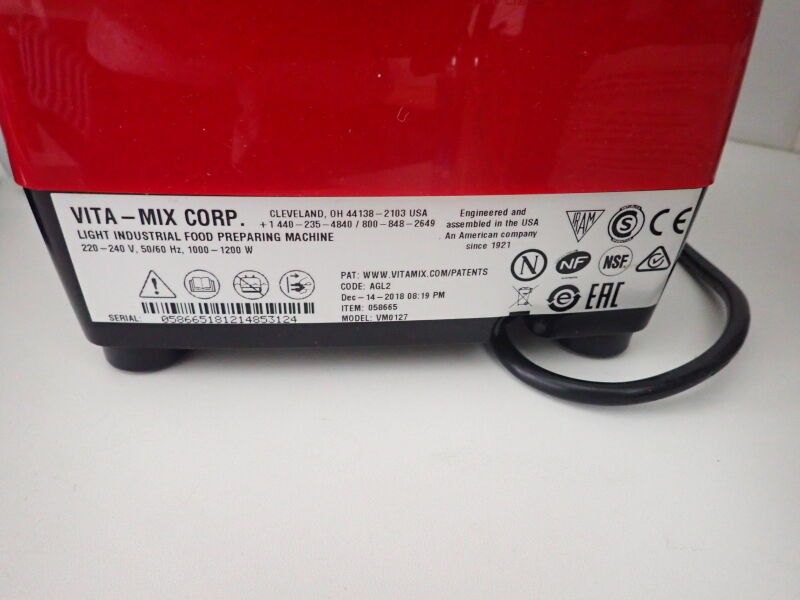 VITA-MIX CORP.
CLEVELAND, OH 44138-2103 USA
+1 440-235-4840 / 800-848-2649
LIGHT INDUSTRIAL FOOD PREPARING MACHINE
220-240 V, 50/60 Hz, 1000-1200 W
Engineered and
assembled in the USA
An American company
since 1921
IRAM
S
CE
N
NF
NSF
PAT: WWW.VITAMIX.COM/PATENTS
CODE: AGL2
Dec-14-2018 08:19 PM
ITEM: 058665
MODEL: VM0127
EAC
SERIAL:
058665181214853124